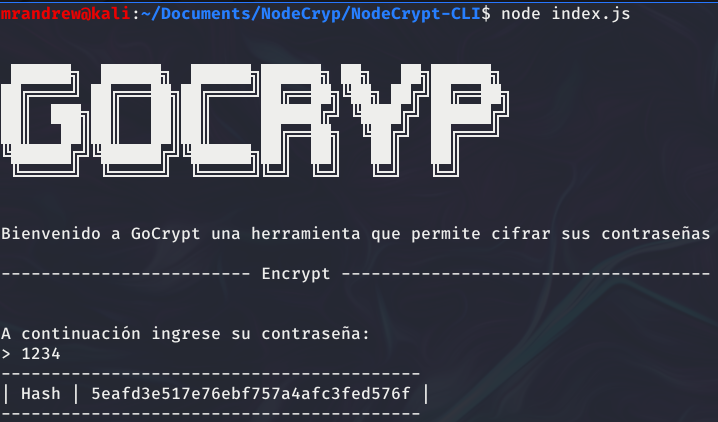 mrandrew@kali:~/Documents/NodeCryp/NodeCrypt-CLI$ node index.js
GOCRYP
Bienvenido a GoCrypt una herramienta que permite cifrar sus contraseñas
------------------------- Encrypt -------------------------------------
A continuación ingrese su contraseña:
> 1234
------------------------------------------
| Hash | 5eafd3e517e76ebf757a4afc3fed576f |
------------------------------------------